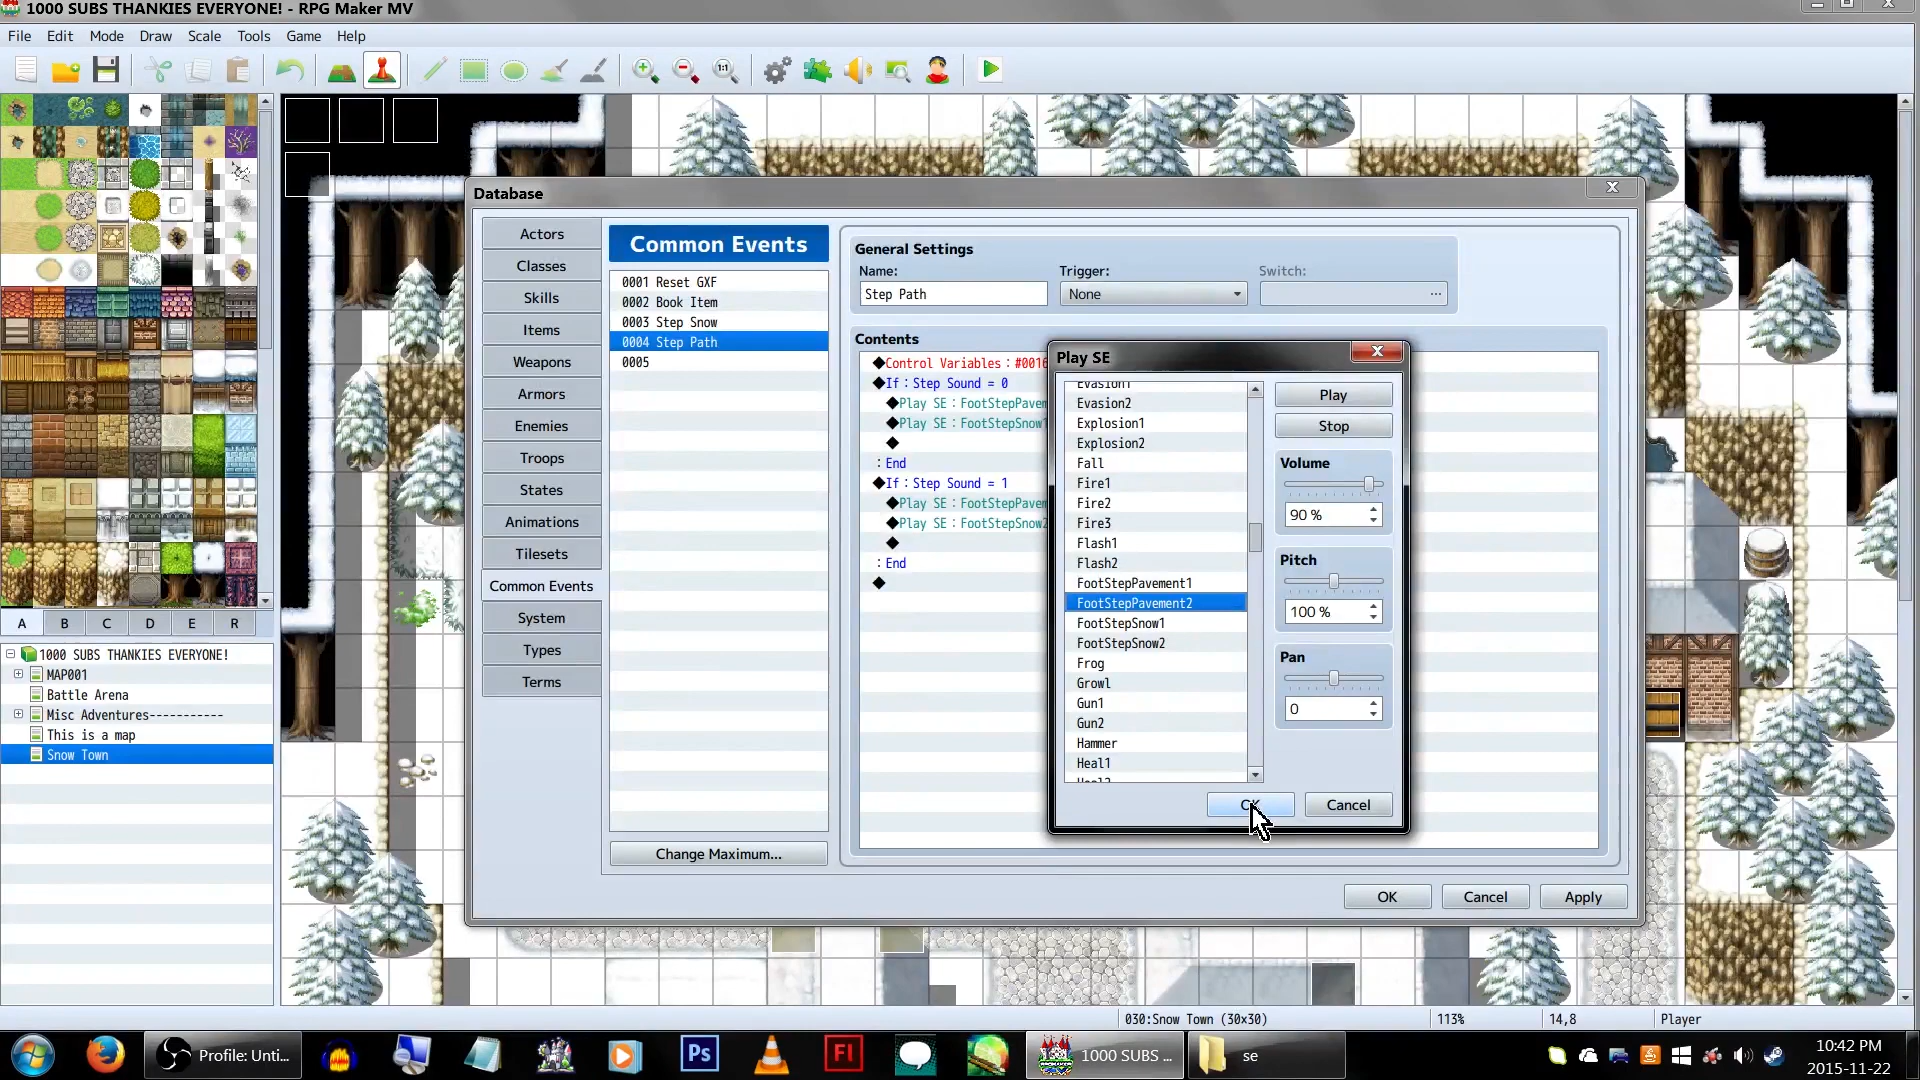 1000 SUBS THANKIES EVERYONE! - RPG Maker MV
File Edit Mode Draw Scale Tools Game Help
1:1
Database
Actors
Classes
Skills
Items
Weapons
Armors
Enemies
Troops
States
Animations
Tilesets
Common Events
System
Types
Terms
Common Events
0001 Reset GXF
0002 Book Item
0003 Step Snow
0004 Step Path
0005
Change Maximum...
General Settings
Name: Trigger: Switch:
Step Path None ...
Contents
◆Control Variables : #0016
◆If : Step Sound = 0
◆Play SE : FootStepPavem
◆Play SE : FootStepSnow1
◆
: End
◆If : Step Sound = 1
◆Play SE : FootStepPavem
◆Play SE : FootStepSnow2
◆
: End
◆
Play SE
Evasion1
Evasion2
Explosion1
Explosion2
Fall
Fire1
Fire2
Fire3
Flash1
Flash2
FootStepPavement1
FootStepPavement2
FootStepSnow1
FootStepSnow2
Frog
Growl
Gun1
Gun2
Hammer
Heal1
Play
Stop
Volume
90 %
Pitch
100 %
Pan
0
OK Cancel
OK Cancel Apply
A B C D E R
1000 SUBS THANKIES EVERYONE!
MAP001
Battle Arena
Misc Adventures-----------
This is a map
Snow Town
030:Snow Town (30x30) 113% 14,8 Player
Profile: Unti... Ps Fl 1000 SUBS ... se
10:42 PM
2015-11-22